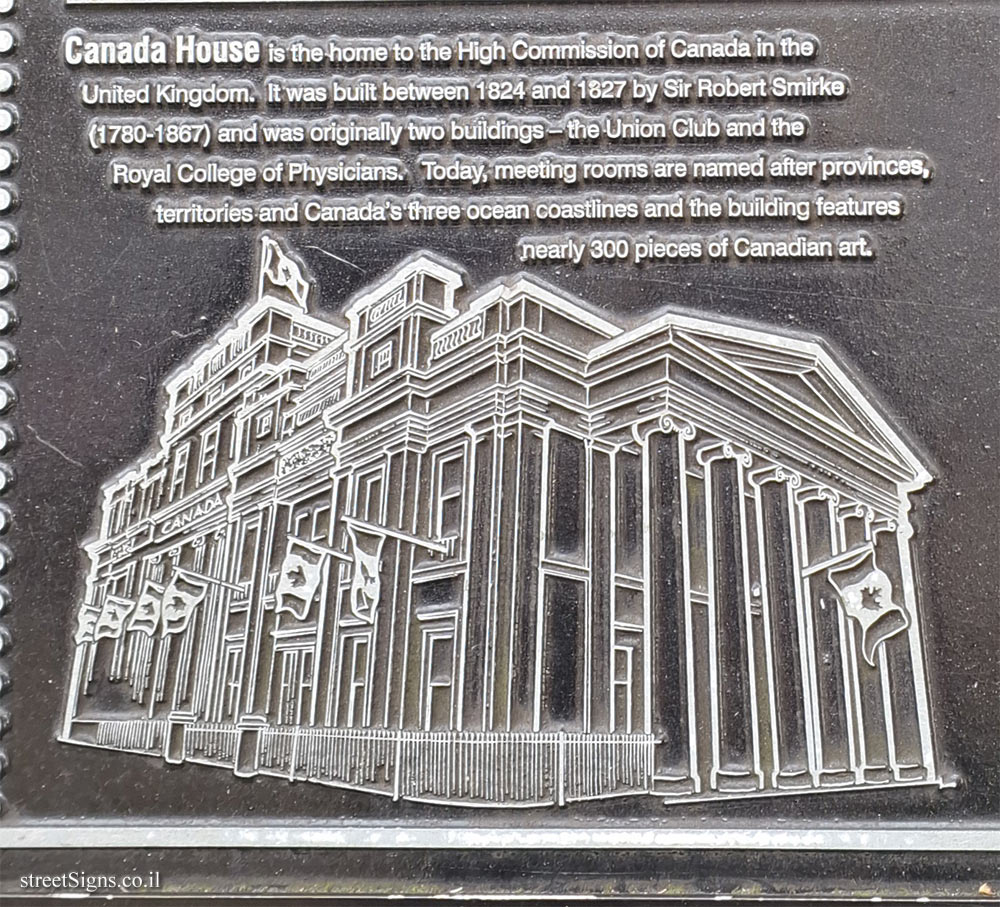 Canada House is the home to the High Commission of Canada in the
United Kingdom. It was built between 1824 and 1827 by Sir Robert Smirke
(1780-1867) and was originally two buildings – the Union Club and the
Royal College of Physicians. Today, meeting rooms are named after provinces,
territories and Canada's three ocean coastlines and the building features
nearly 300 pieces of Canadian art.
CANADA
streetSigns.co.il